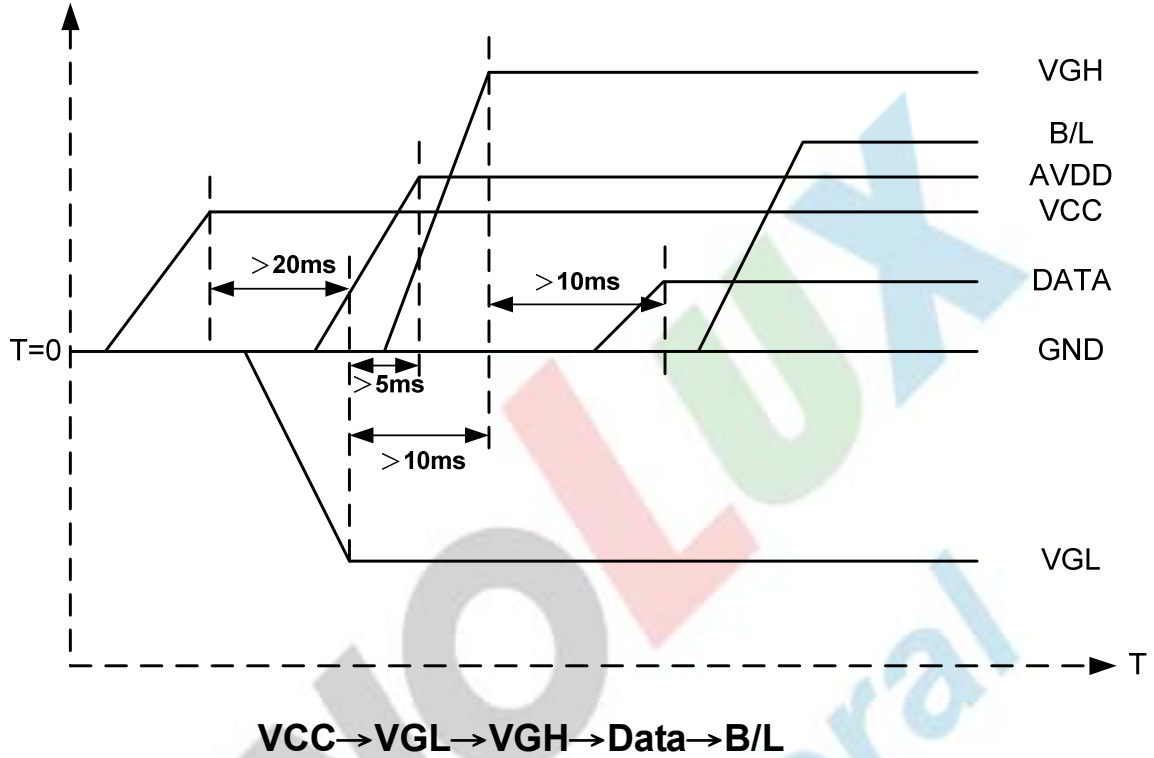 VGH
B/L
AVDD
VCC
>20ms
>10ms
DATA
T=0
GND
>5ms
>10ms
VGL
T
VCC→VGL→VGH→Data→B/L